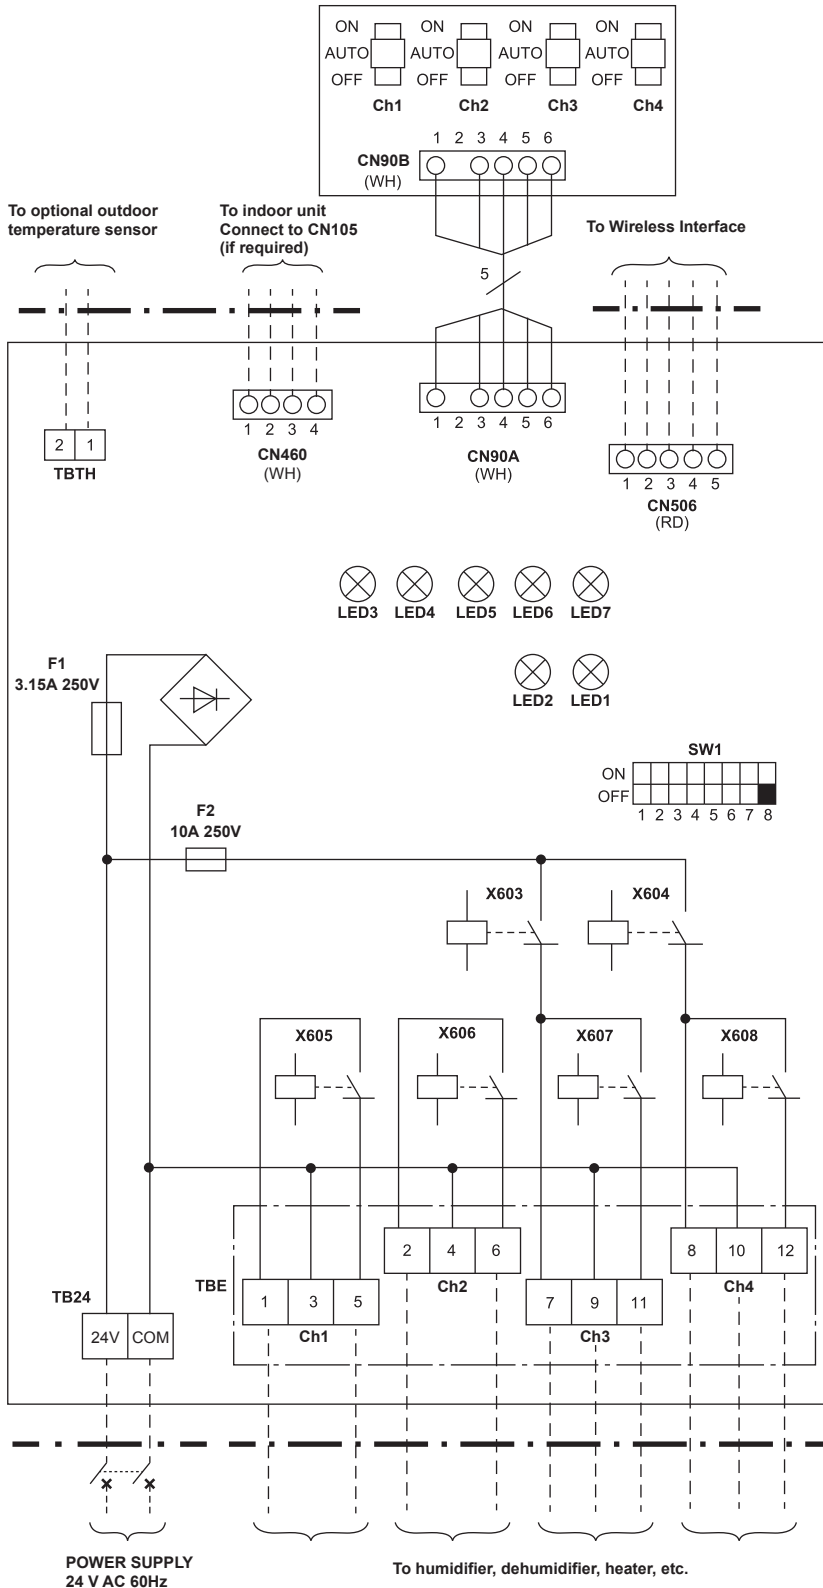 ON ON ON ON
AUTO AUTO AUTO AUTO
OFF OFF OFF OFF
Ch1 Ch2 Ch3 Ch4
1 2 3 4 5 6
CN90B
(WH)
To optional outdoor
temperature sensor
To indoor unit
Connect to CN105
(if required)
To Wireless Interface
5
2 1
TBTH
1 2 3 4
CN460
(WH)
1 2 3 4 5 6
CN90A
(WH)
1 2 3 4 5
CN506
(RD)
LED3 LED4 LED5 LED6 LED7
LED2 LED1
F1
3.15A 250V
SW1
ON
OFF
1 2 3 4 5 6 7 8
F2
10A 250V
X603 X604
X605 X606 X607 X608
2 4 6
Ch2
8 10 12
Ch4
TBE
1 3 5
Ch1
7 9 11
Ch3
TB24
24V COM
POWER SUPPLY
24 V AC 60Hz
To humidifier, dehumidifier, heater, etc.